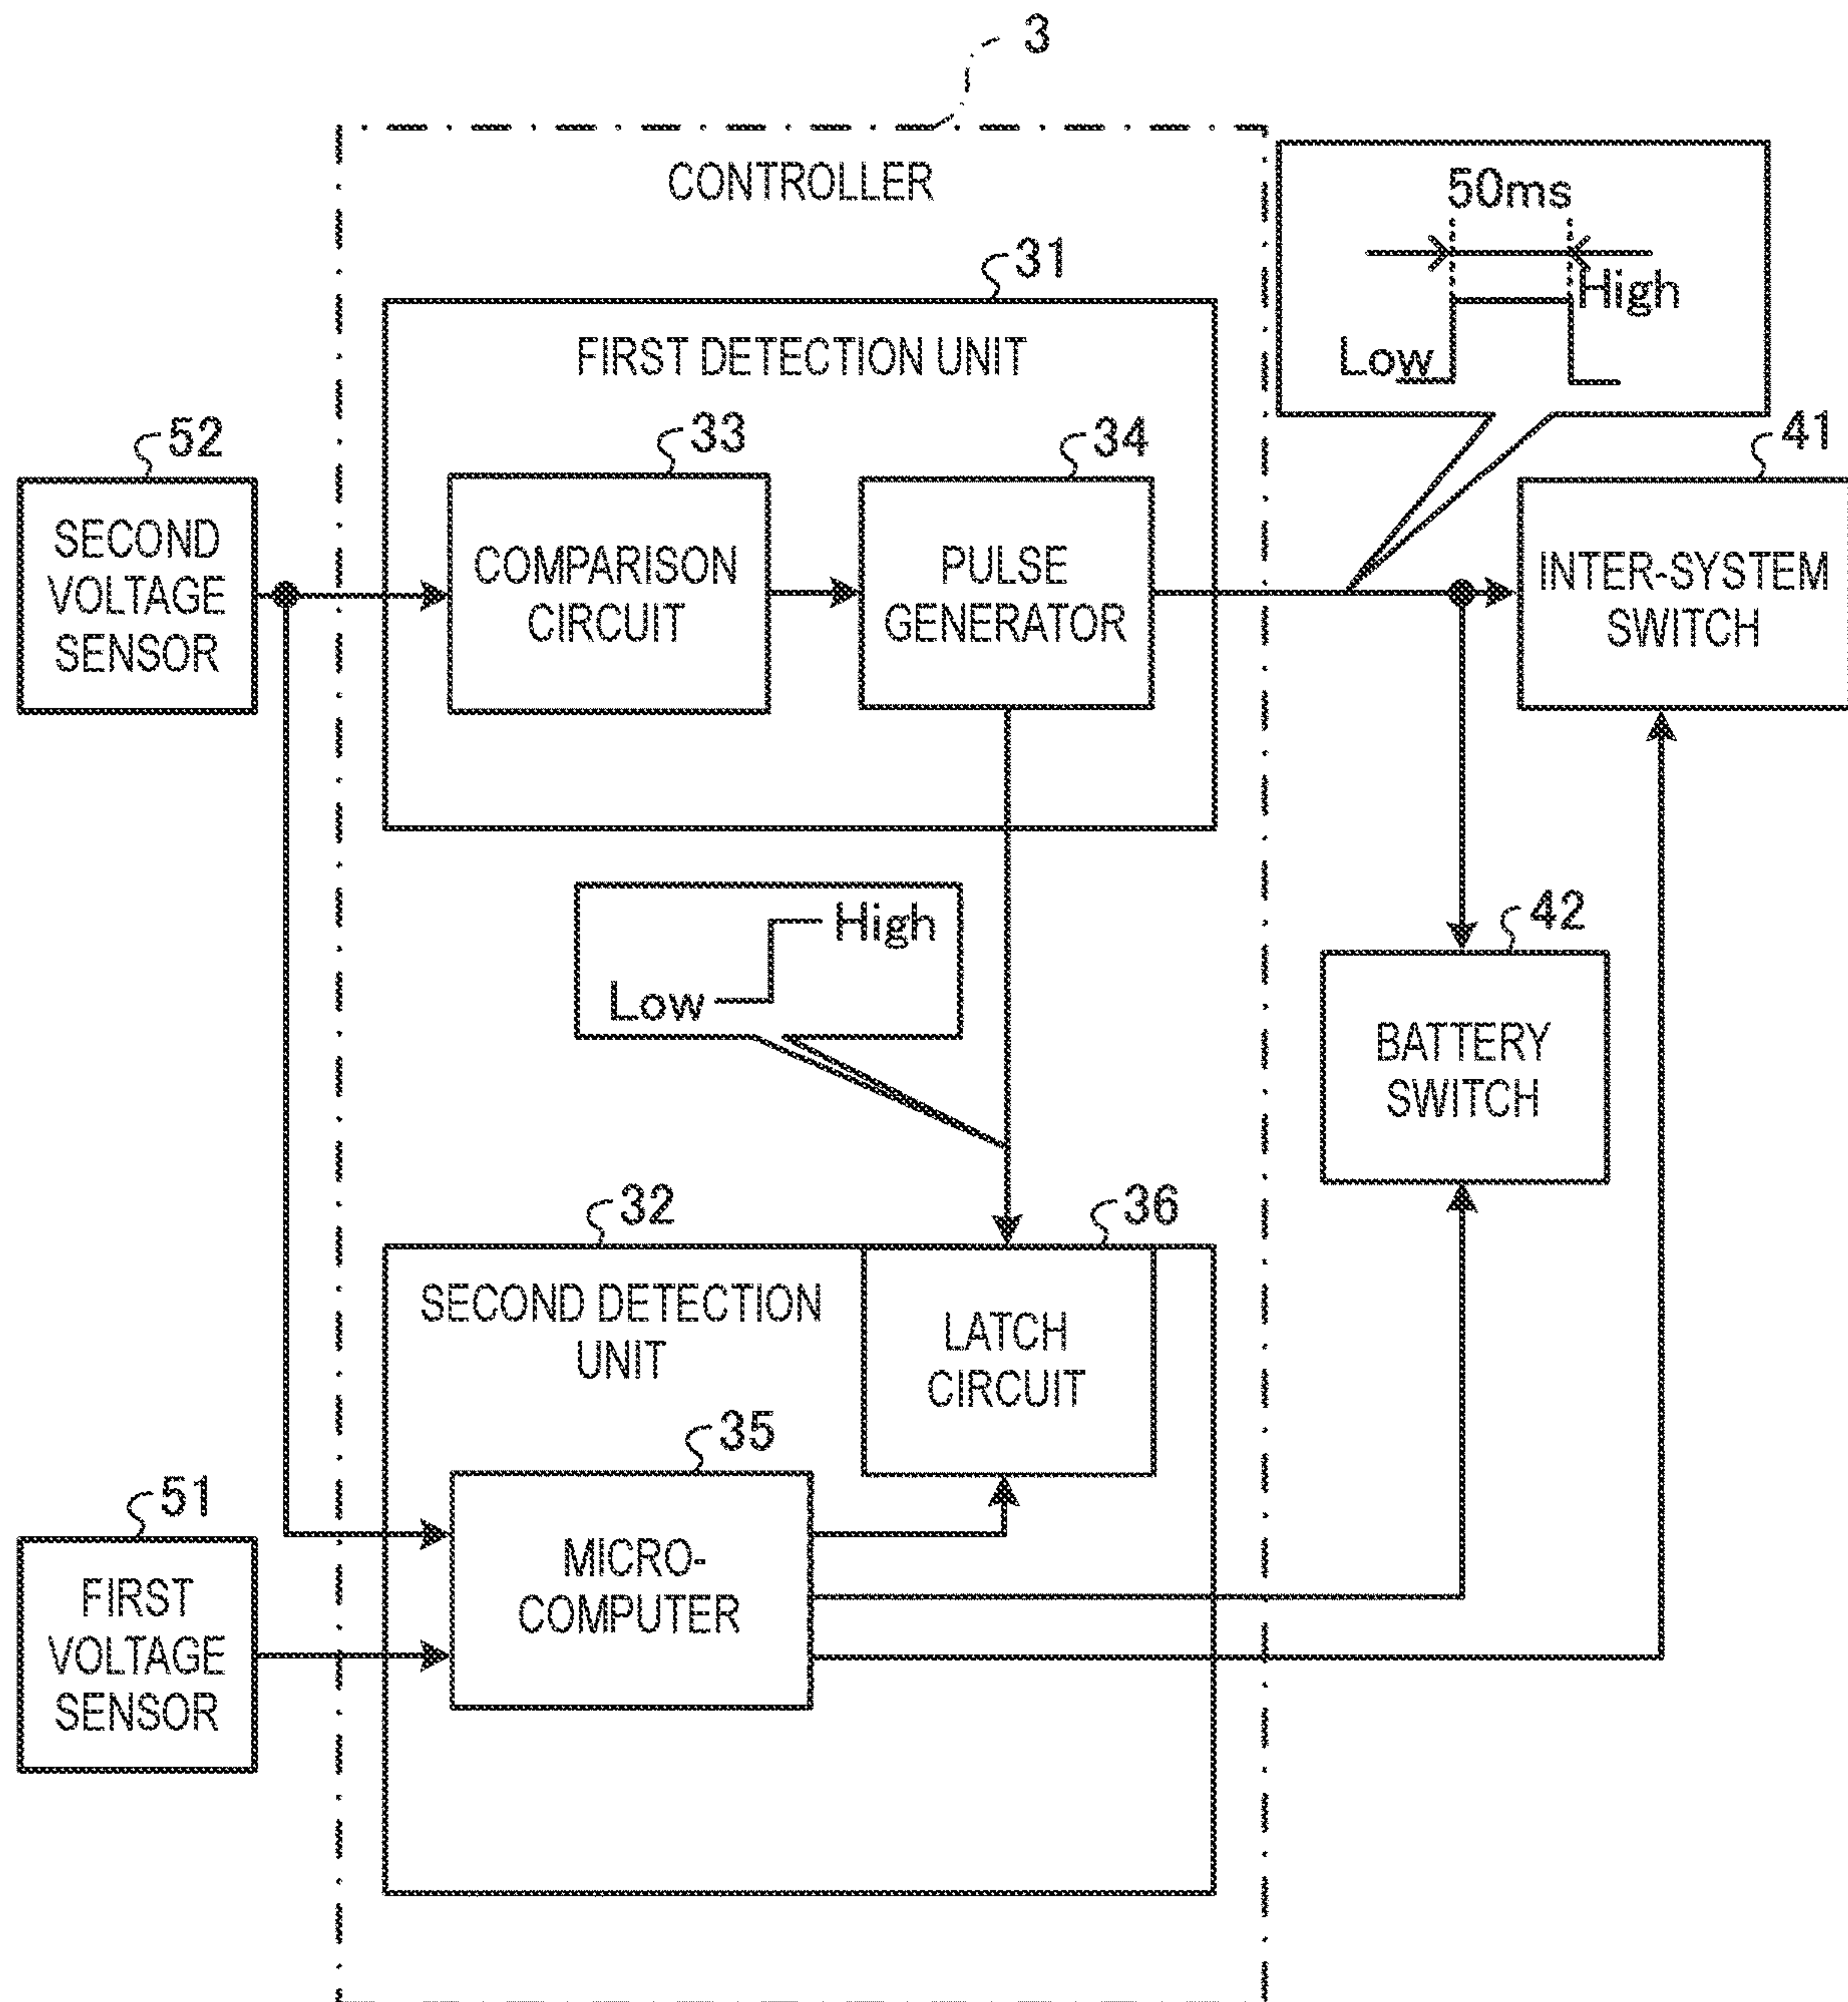 3
CONTROLLER
50ms
High
Low
31
FIRST DETECTION UNIT
52
SECOND
VOLTAGE
SENSOR
33
COMPARISON
CIRCUIT
34
PULSE
GENERATOR
41
INTER-SYSTEM
SWITCH
High
Low
42
BATTERY
SWITCH
32
SECOND DETECTION
UNIT
36
LATCH
CIRCUIT
35
MICRO-
COMPUTER
51
FIRST
VOLTAGE
SENSOR